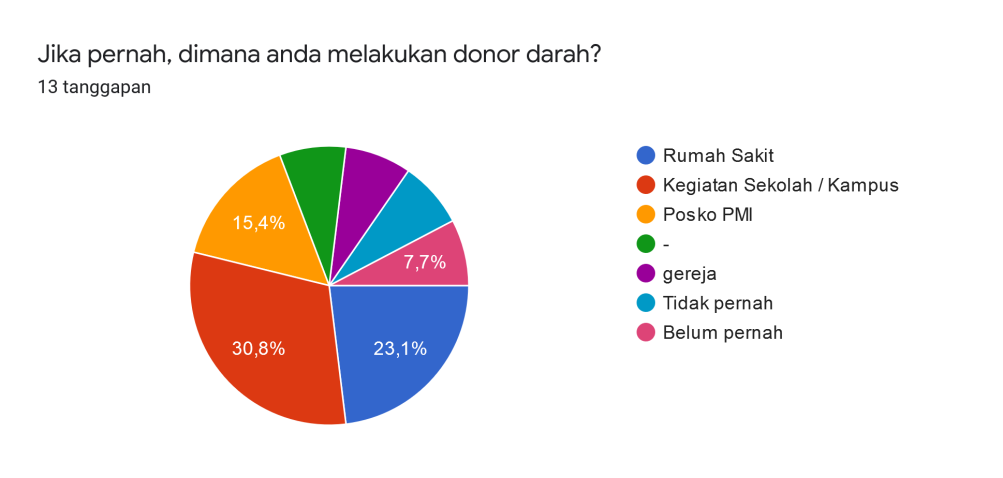 Jika pernah, dimana anda melakukan donor darah?
13 tanggapan
15,4%
7,7%
30,8%
23,1%
Rumah Sakit
Kegiatan Sekolah / Kampus
Posko PMI
-
gereja
Tidak pernah
Belum pernah